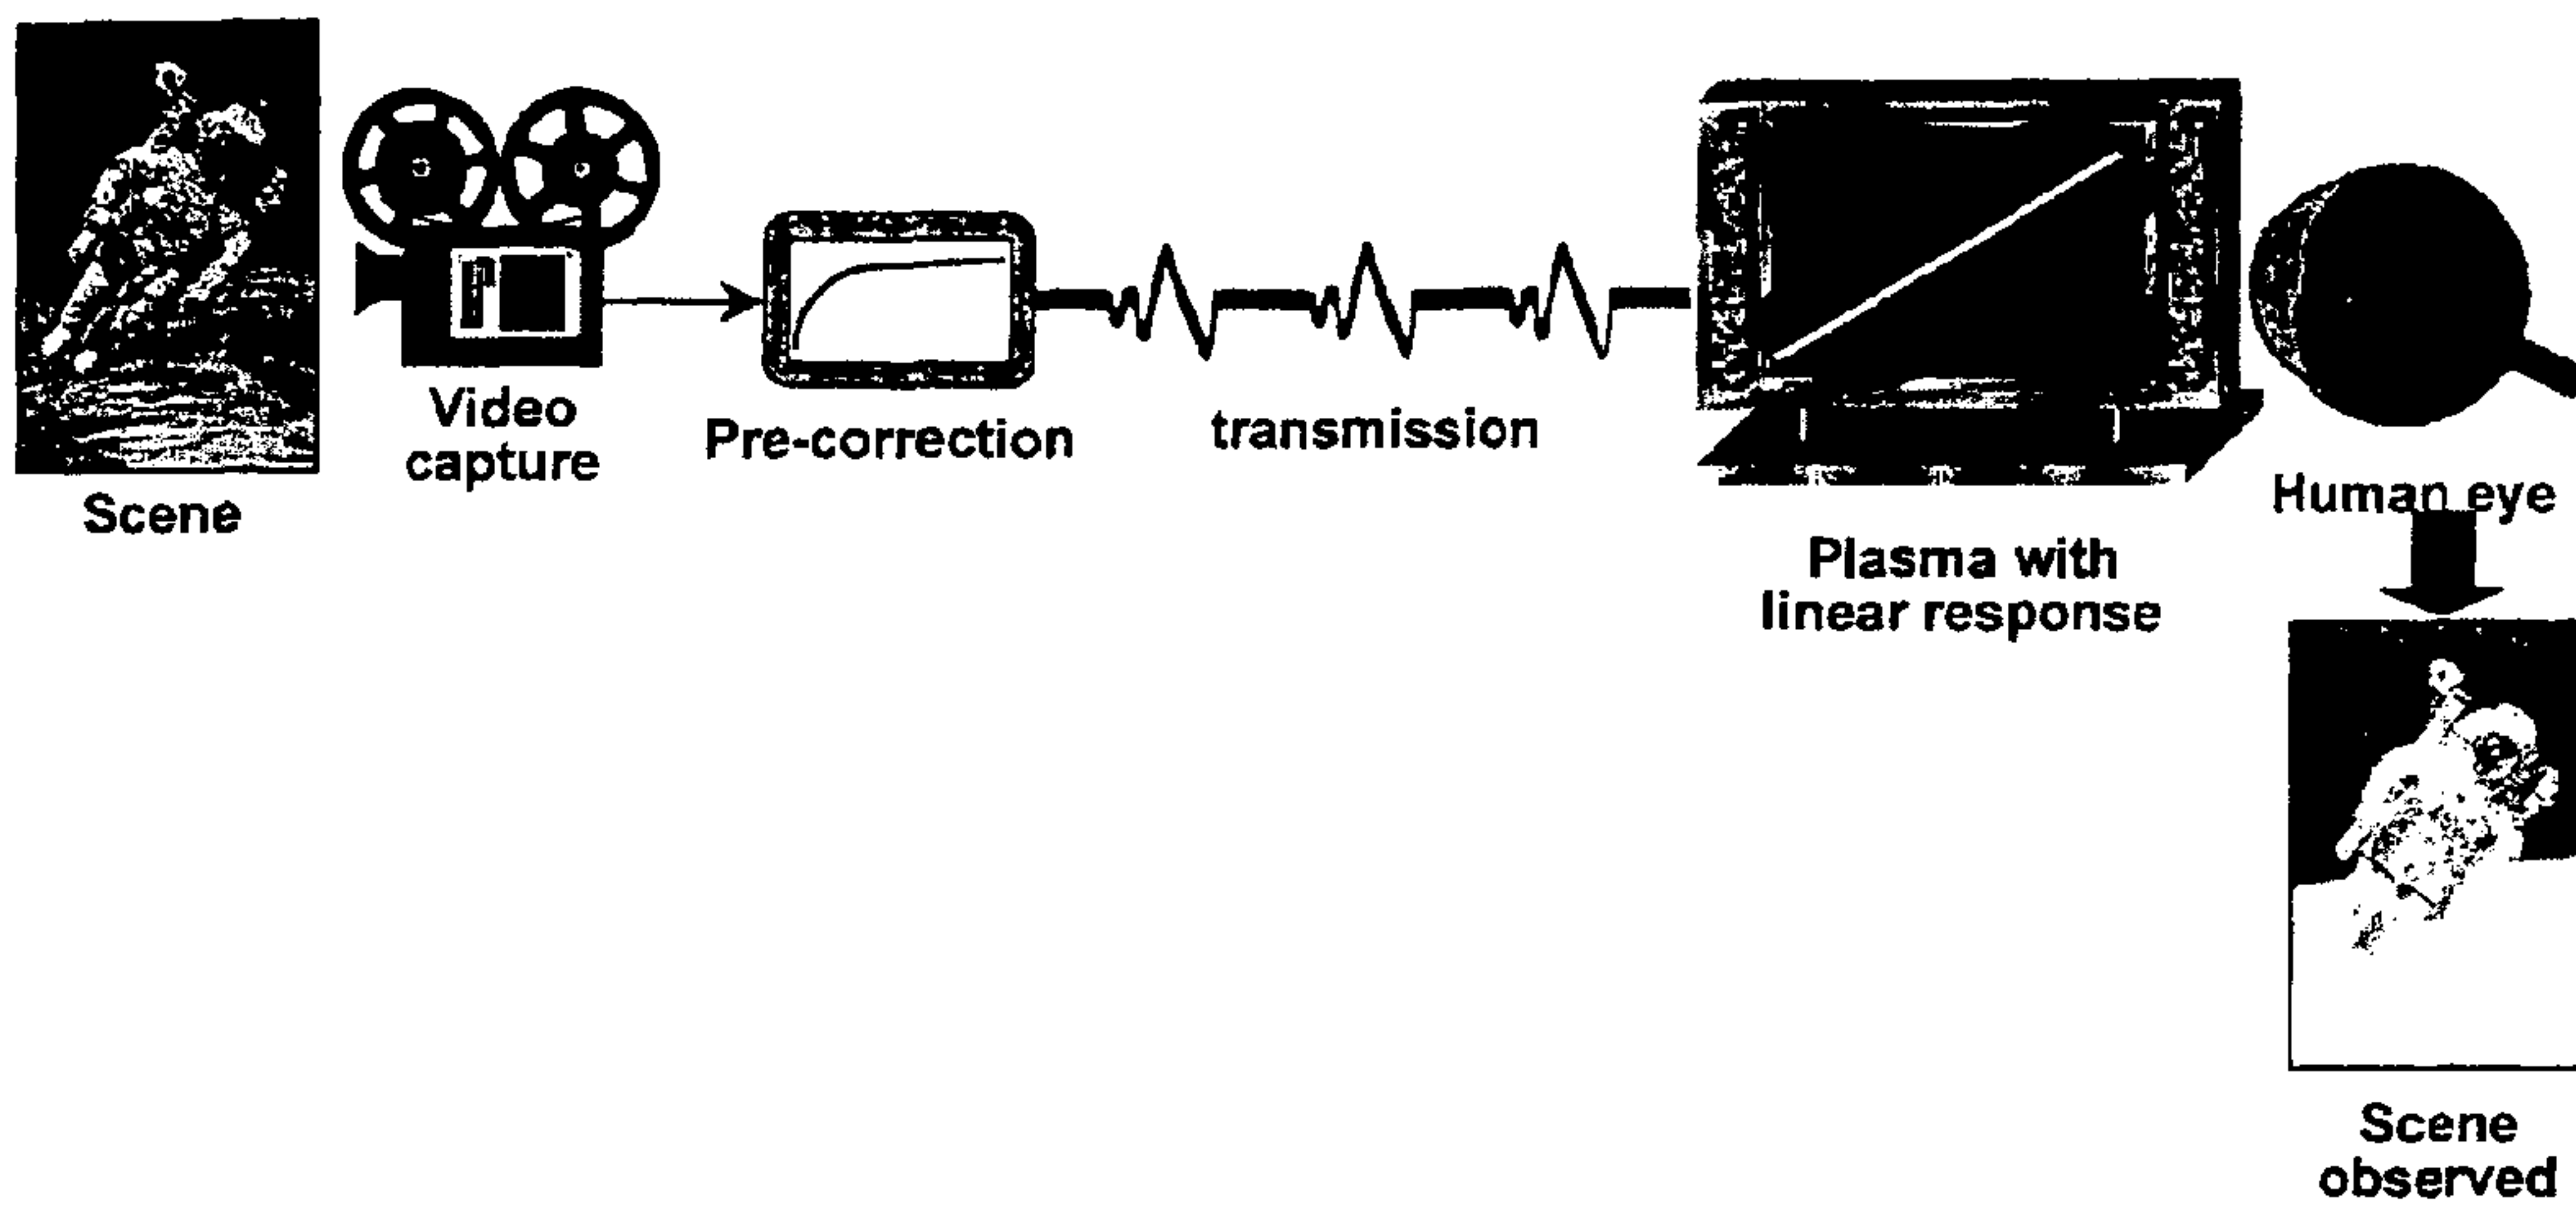 Scene
Video
capture
Pre-correction
transmission
Plasma with
linear response
Human eye
Scene
observed